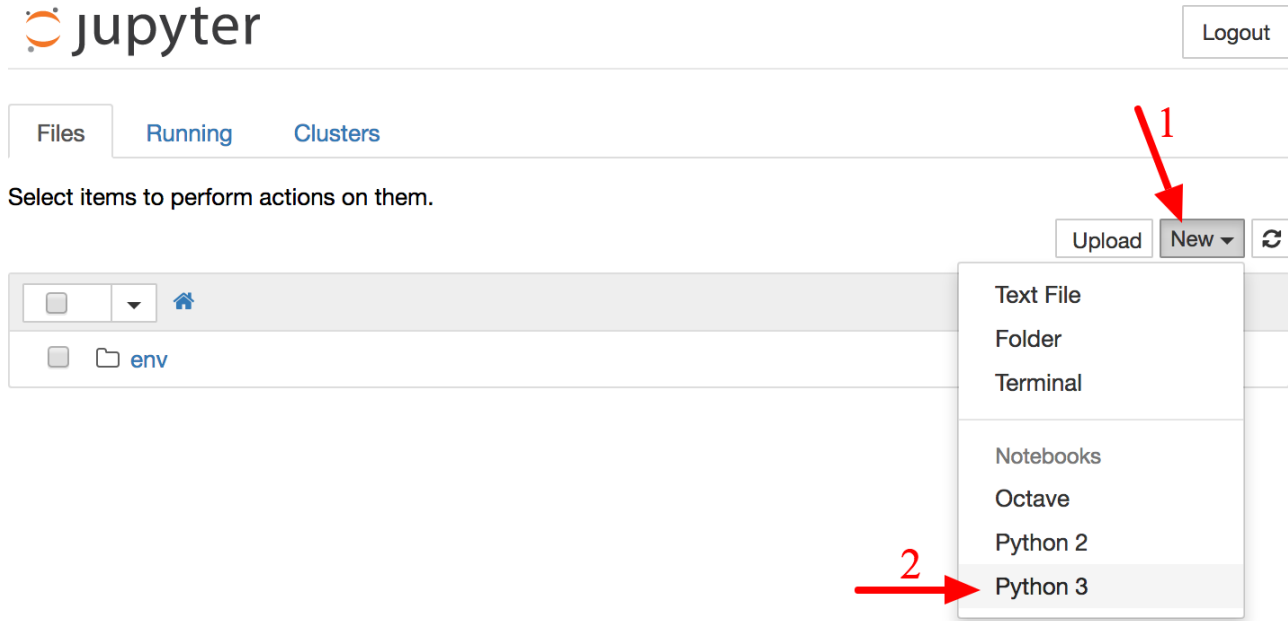 jupyter
Logout
Files Running Clusters
1
Select items to perform actions on them.
Upload New
Text File
env
Folder
Terminal
Notebooks
Octave
Python 2
2
Python 3